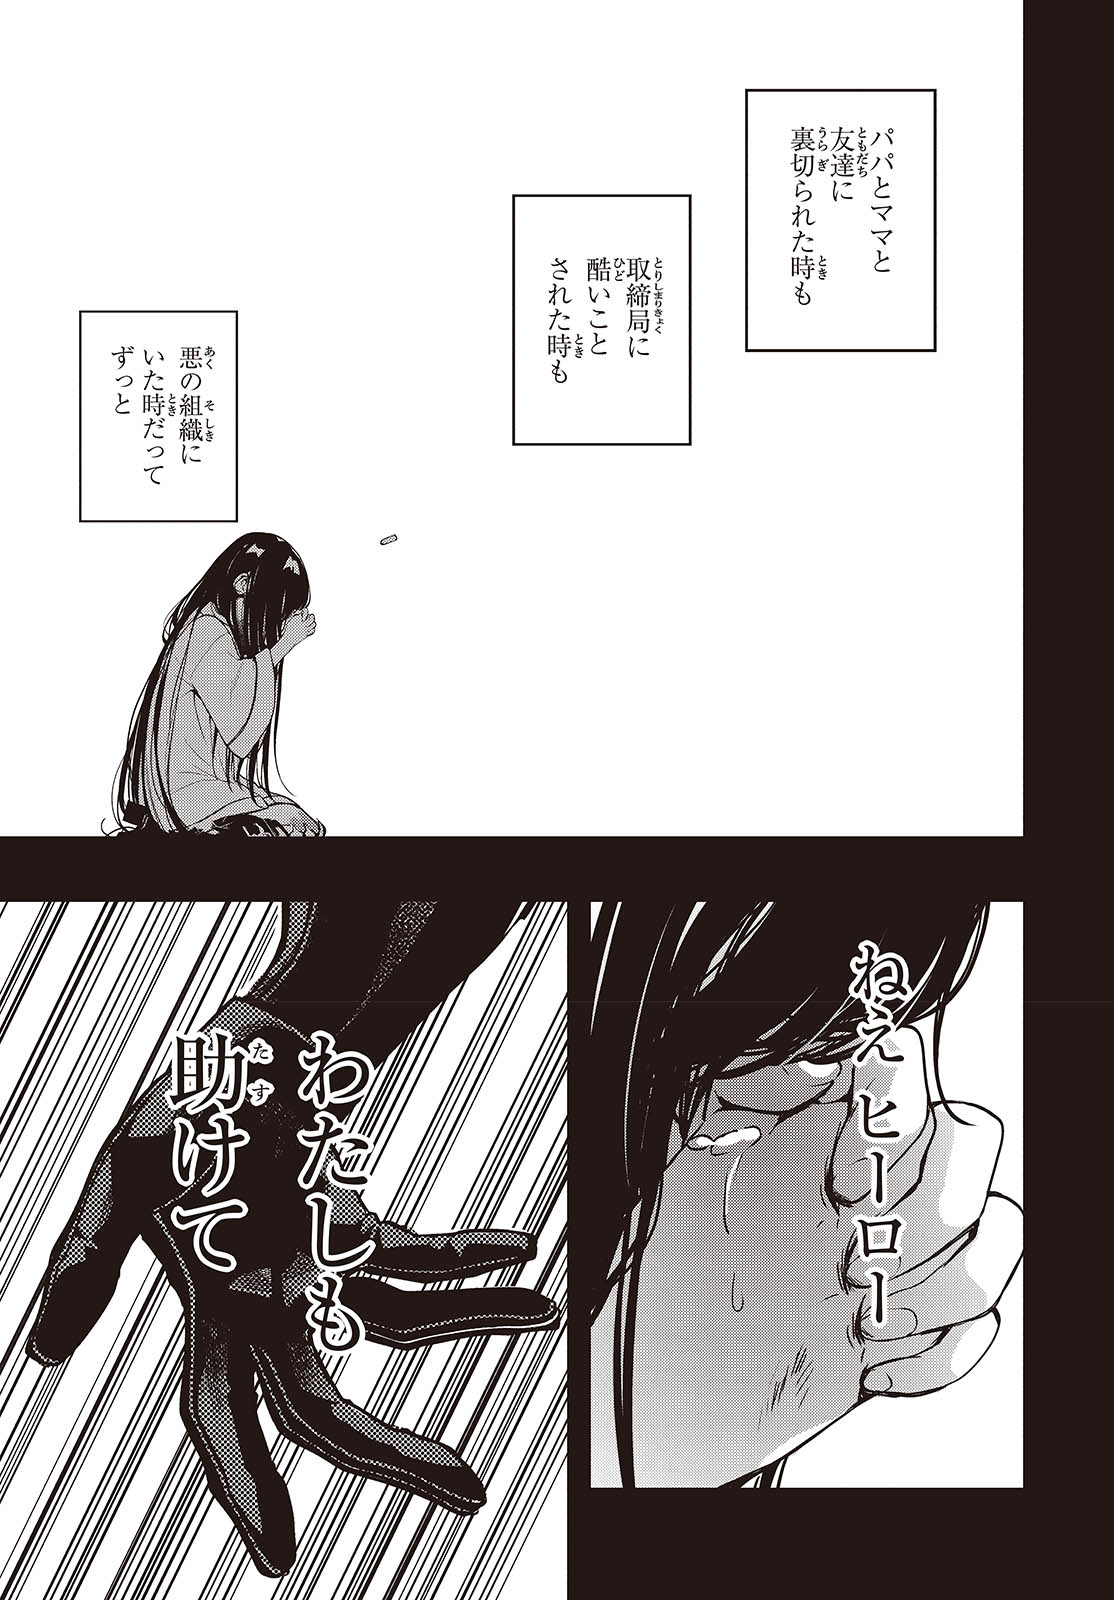 パパとママと
友達に
裏切られた時も
取締局に
酷いこと
された時も
悪の組織に
いた時だって
ずっと
ねぇ ヒーロー
わたしも
助けて